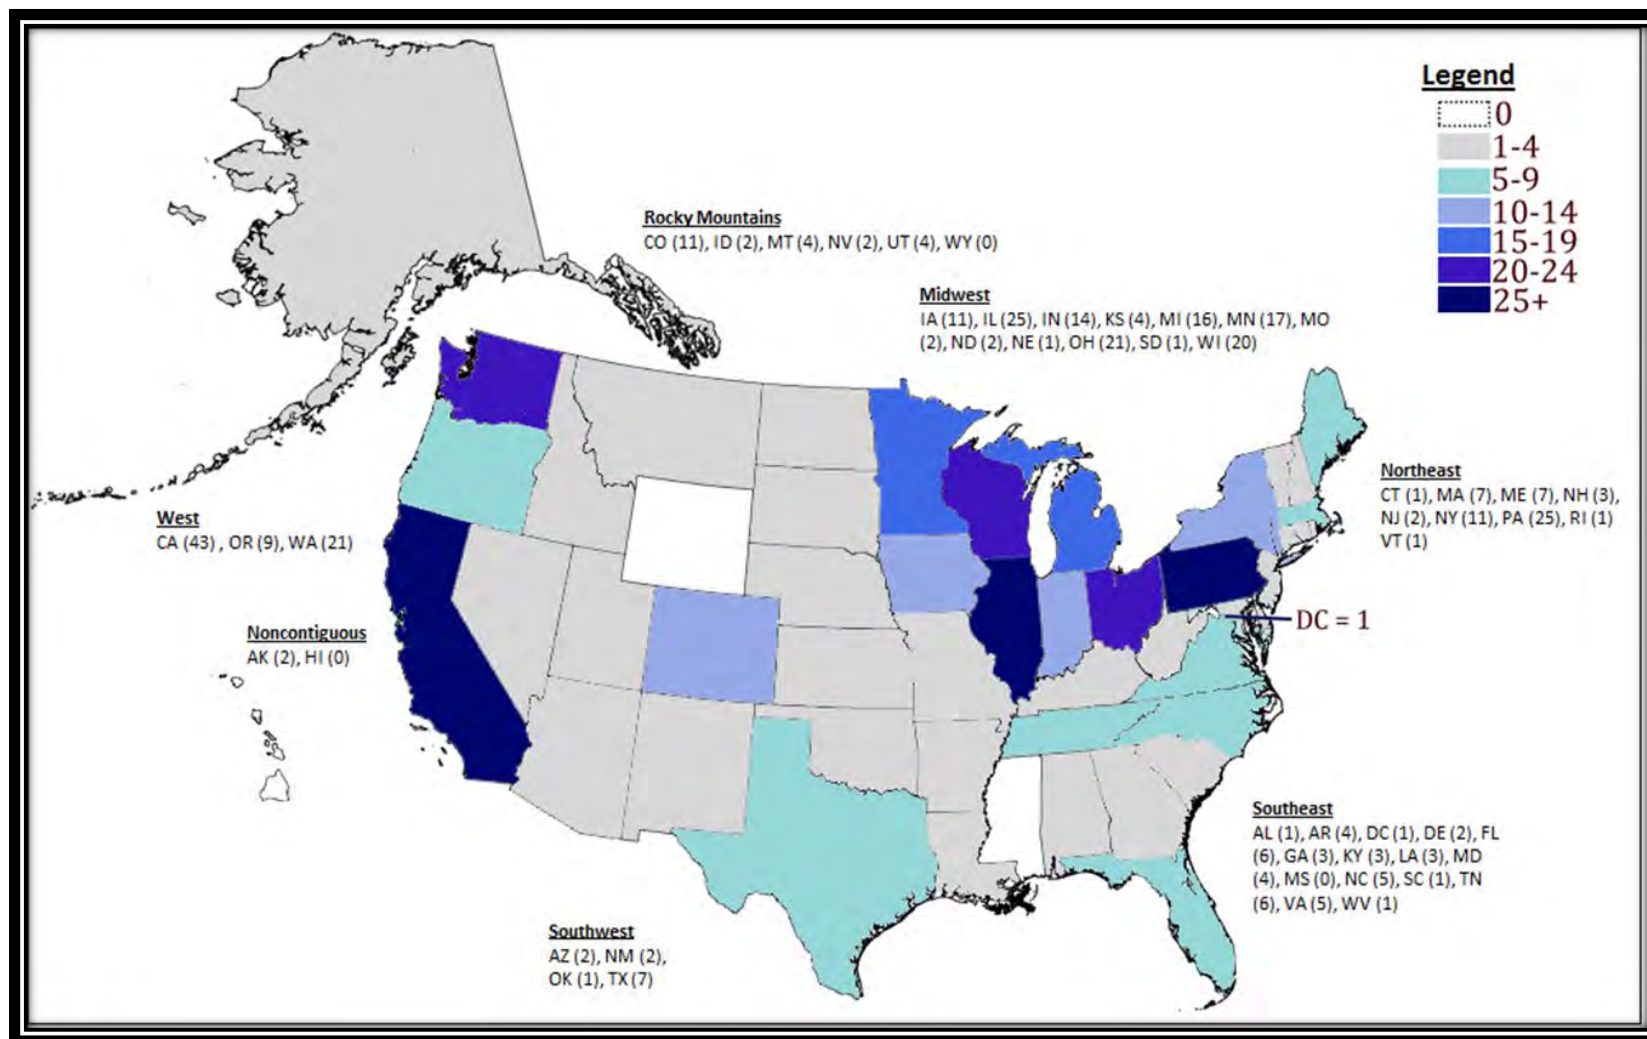 Legend
0
1-4
5-9
10-14
15-19
20-24
25+
Rocky Mountains
CO (11), ID (2), MT (4), NV (2), UT (4), WY (0)
Midwest
IA (11), IL (25), IN (14), KS (4), MI (16), MN (17), MO
(2), ND (2), NE (1), OH (21), SD (1), WI (20)
Northeast
CT (1), MA (7), ME (7), NH (3),
NJ (2), NY (11), PA (25), RI (1)
VT (1)
West
CA (43) , OR (9), WA (21)
Noncontiguous
AK (2), HI (0)
DC = 1
Southeast
AL (1), AR (4), DC (1), DE (2), FL
(6), GA (3), KY (3), LA (3), MD
(4), MS (0), NC (5), SC (1), TN
(6), VA (5), WV (1)
Southwest
AZ (2), NM (2),
OK (1), TX (7)